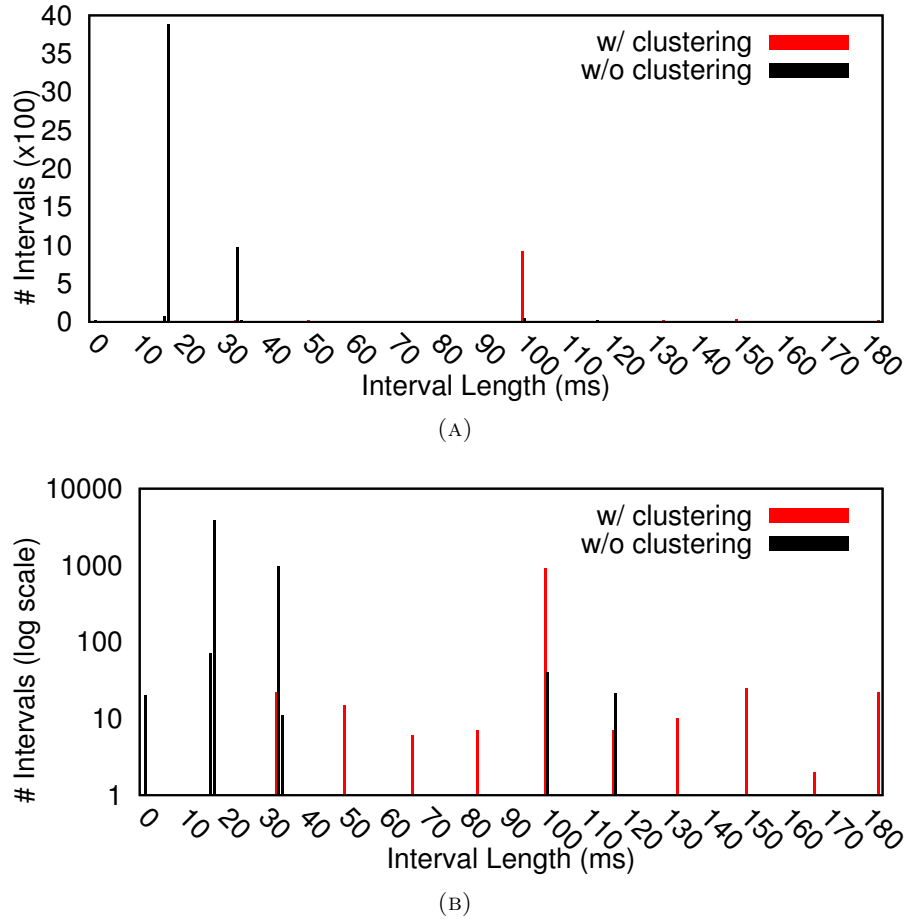 40
35
30
25
20
15
10
5
0
# Intervals (x100)
w/ clustering
w/o clustering
0 10 20 30 40 50 60 70 80 90 100 110 120 130 140 150 160 170 180
Interval Length (ms)
(A)
10000
1000
100
10
1
# Intervals (log scale)
w/ clustering
w/o clustering
0 10 20 30 40 50 60 70 80 90 100 110 120 130 140 150 160 170 180
Interval Length (ms)
(B)